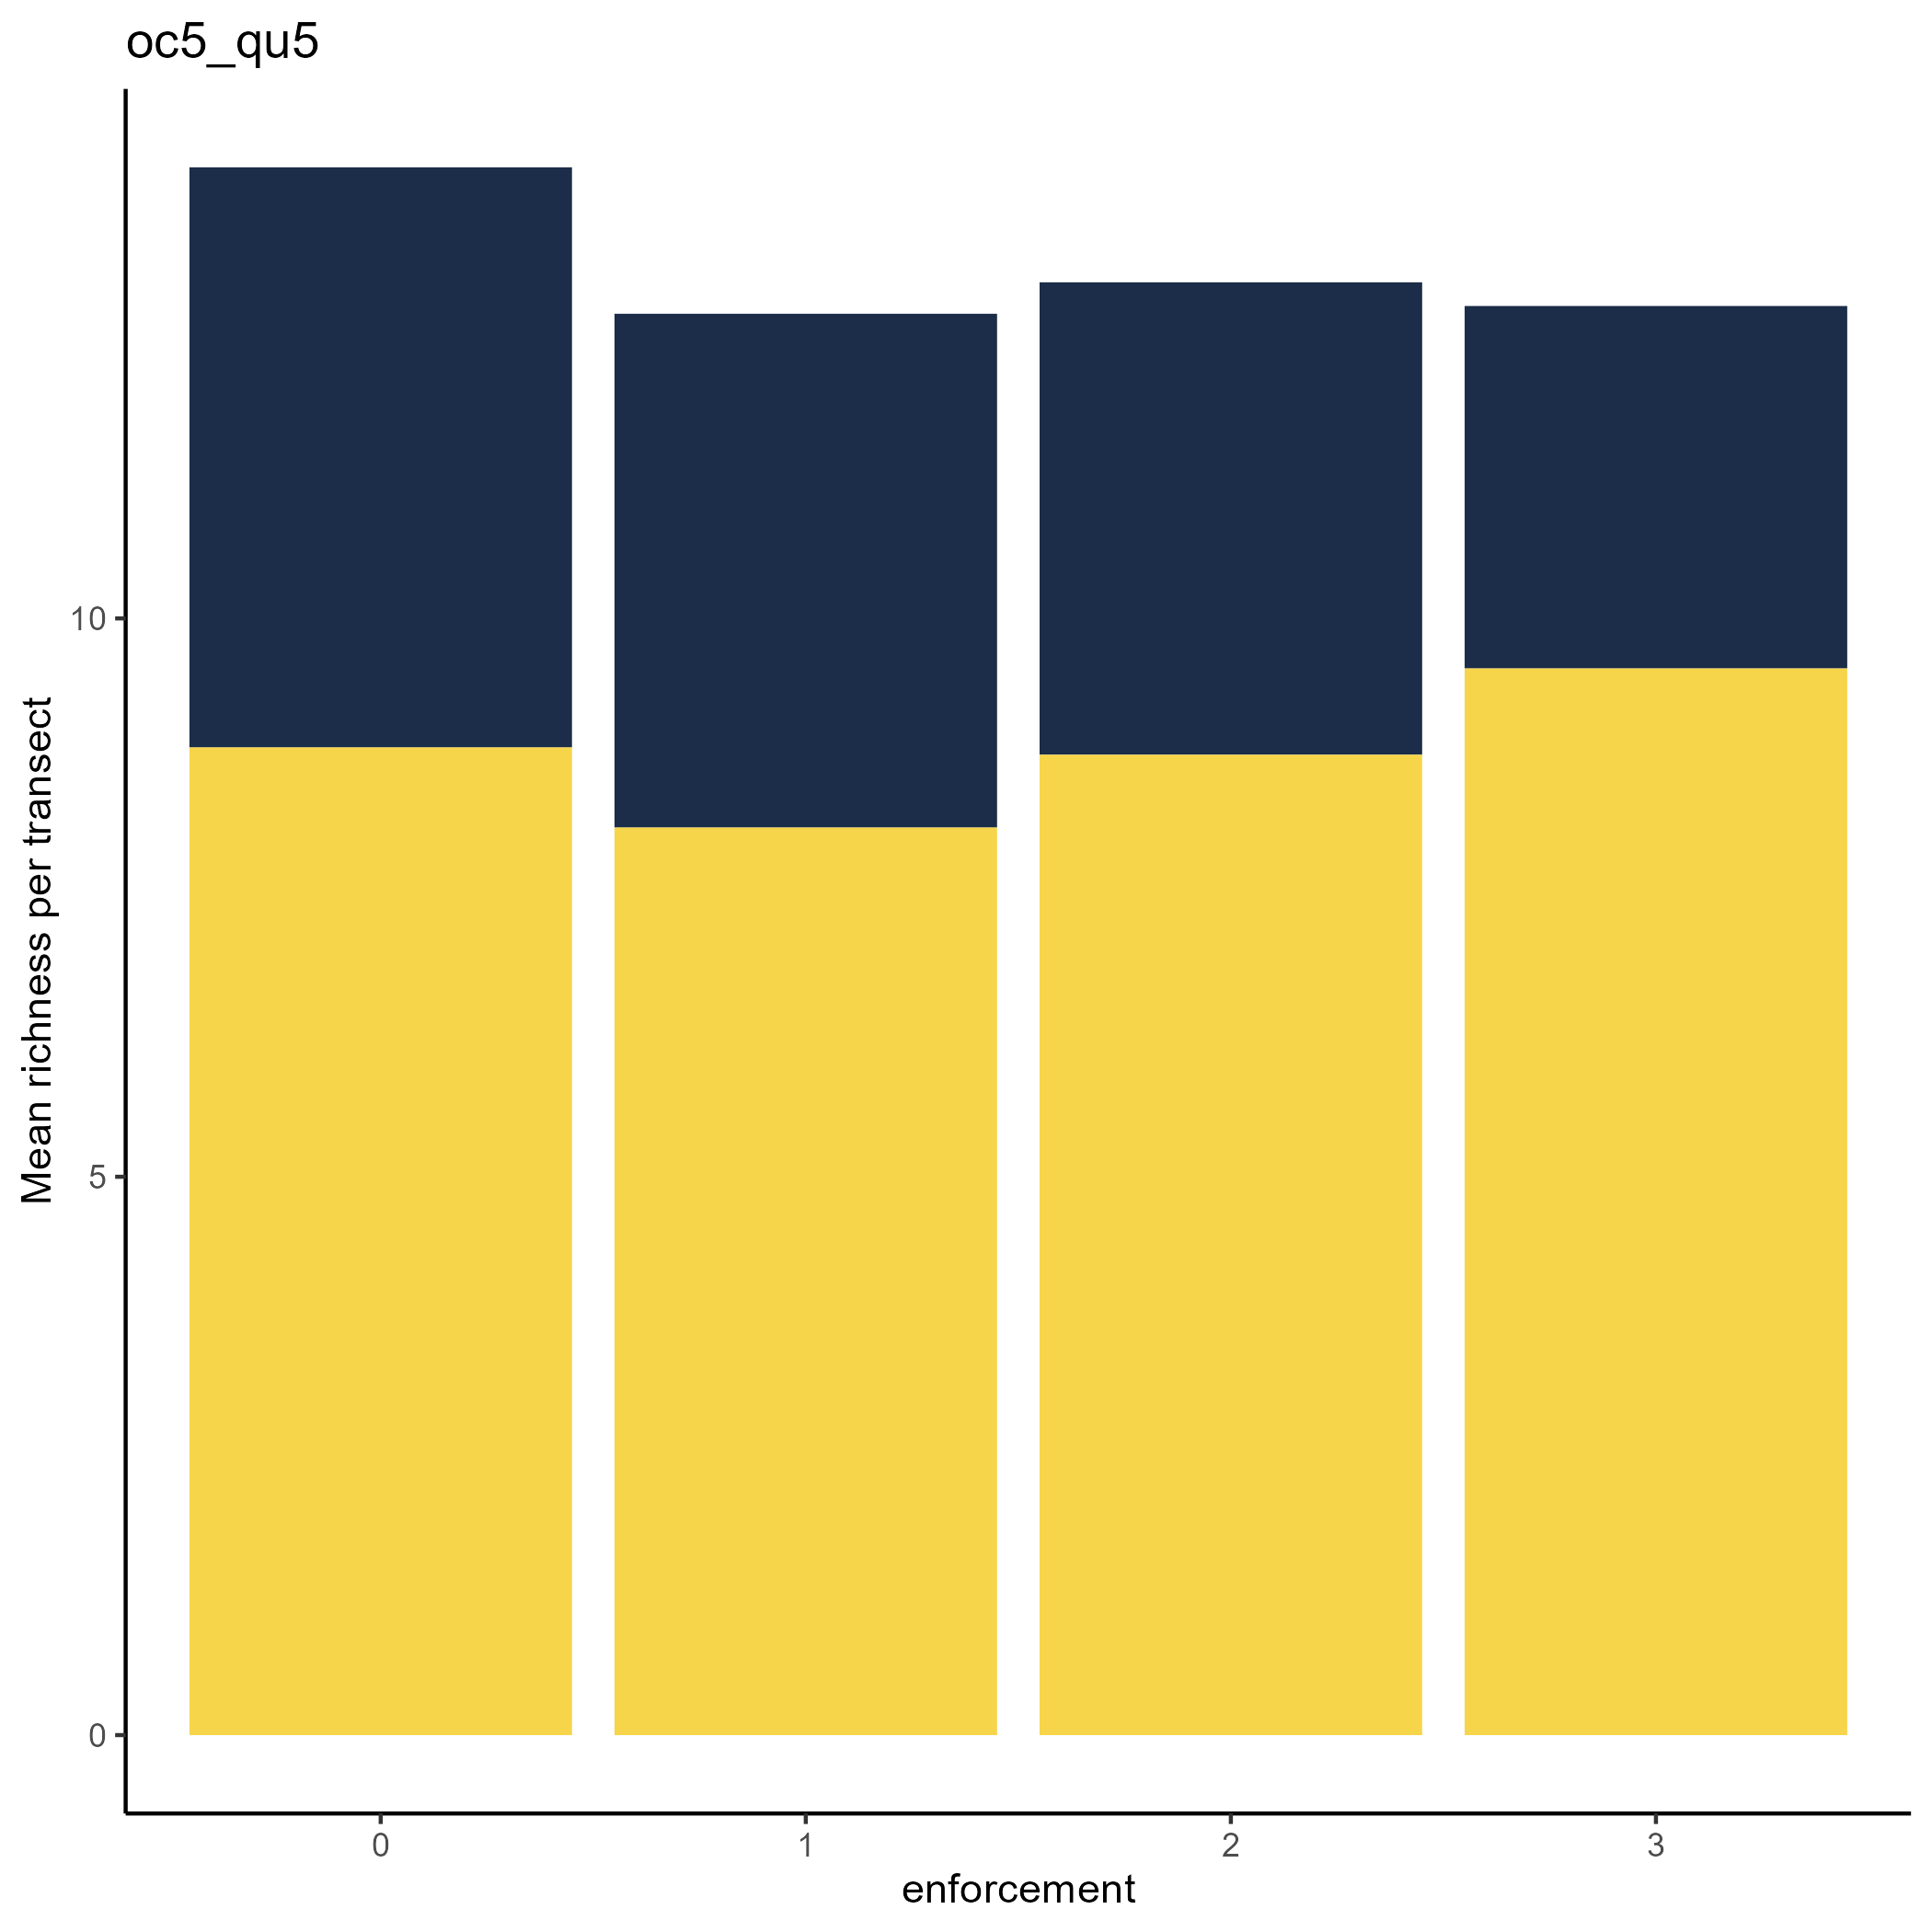 oc5_qu5
Mean richness per transect
10
5
0
0 1 2 3
enforcement